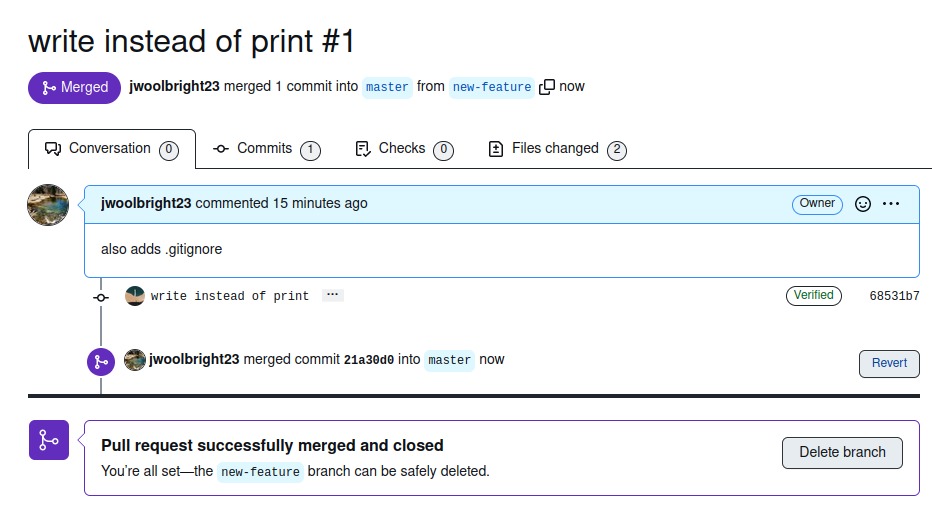 write instead of print #1
Merged jwoolbright23 merged 1 commit into master from new-feature now
Conversation 0 Commits 1 Checks 0 Files changed 2
jwoolbright23 commented 15 minutes ago Owner ...
also adds .gitignore
write instead of print ... Verified 68531b7
jwoolbright23 merged commit 21a30d0 into master now Revert
Pull request successfully merged and closed
You're all set—the new-feature branch can be safely deleted. Delete branch